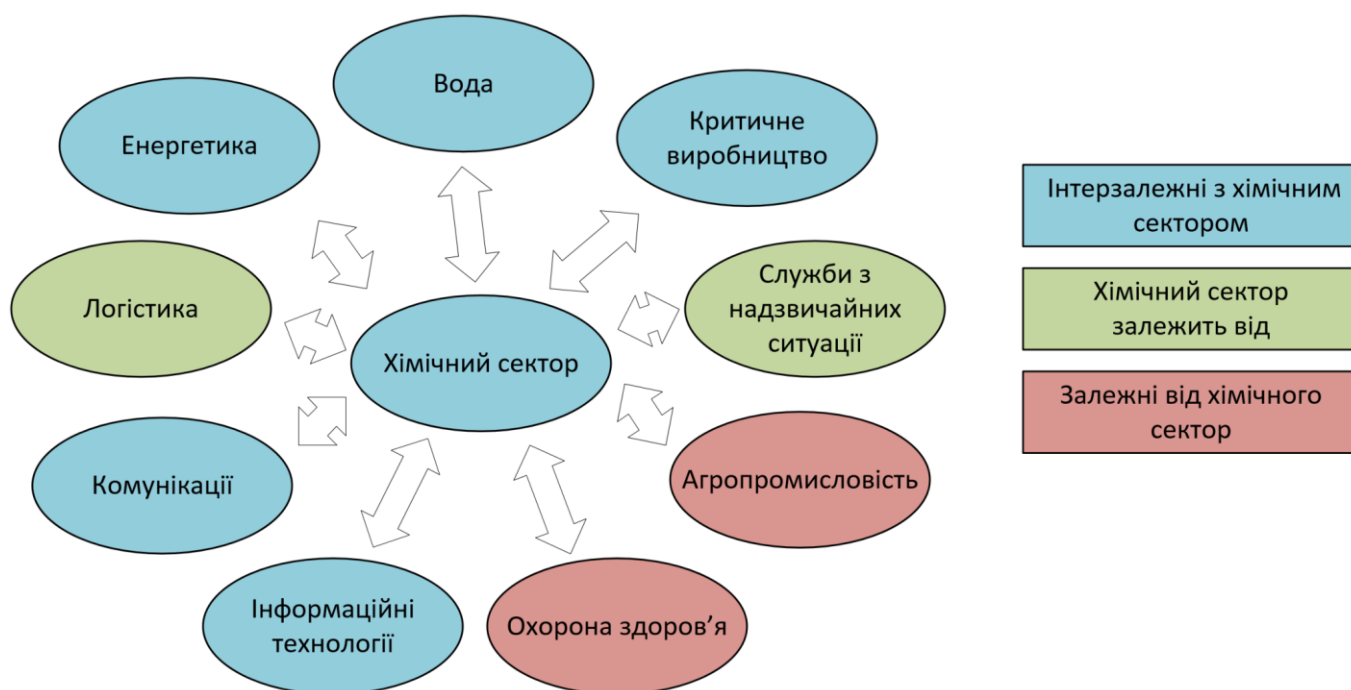 Вода
Енергетика
Критичне
виробництво
Логістика
Служби з
надзвичайних
ситуації
Хімічний сектор
Комунікації
Агропромисловість
Інформаційні
технології
Охорона здоров’я
Інтерзалежні з хімічним
сектором
Хімічний сектор
залежить від
Залежні від хімічного
сектор